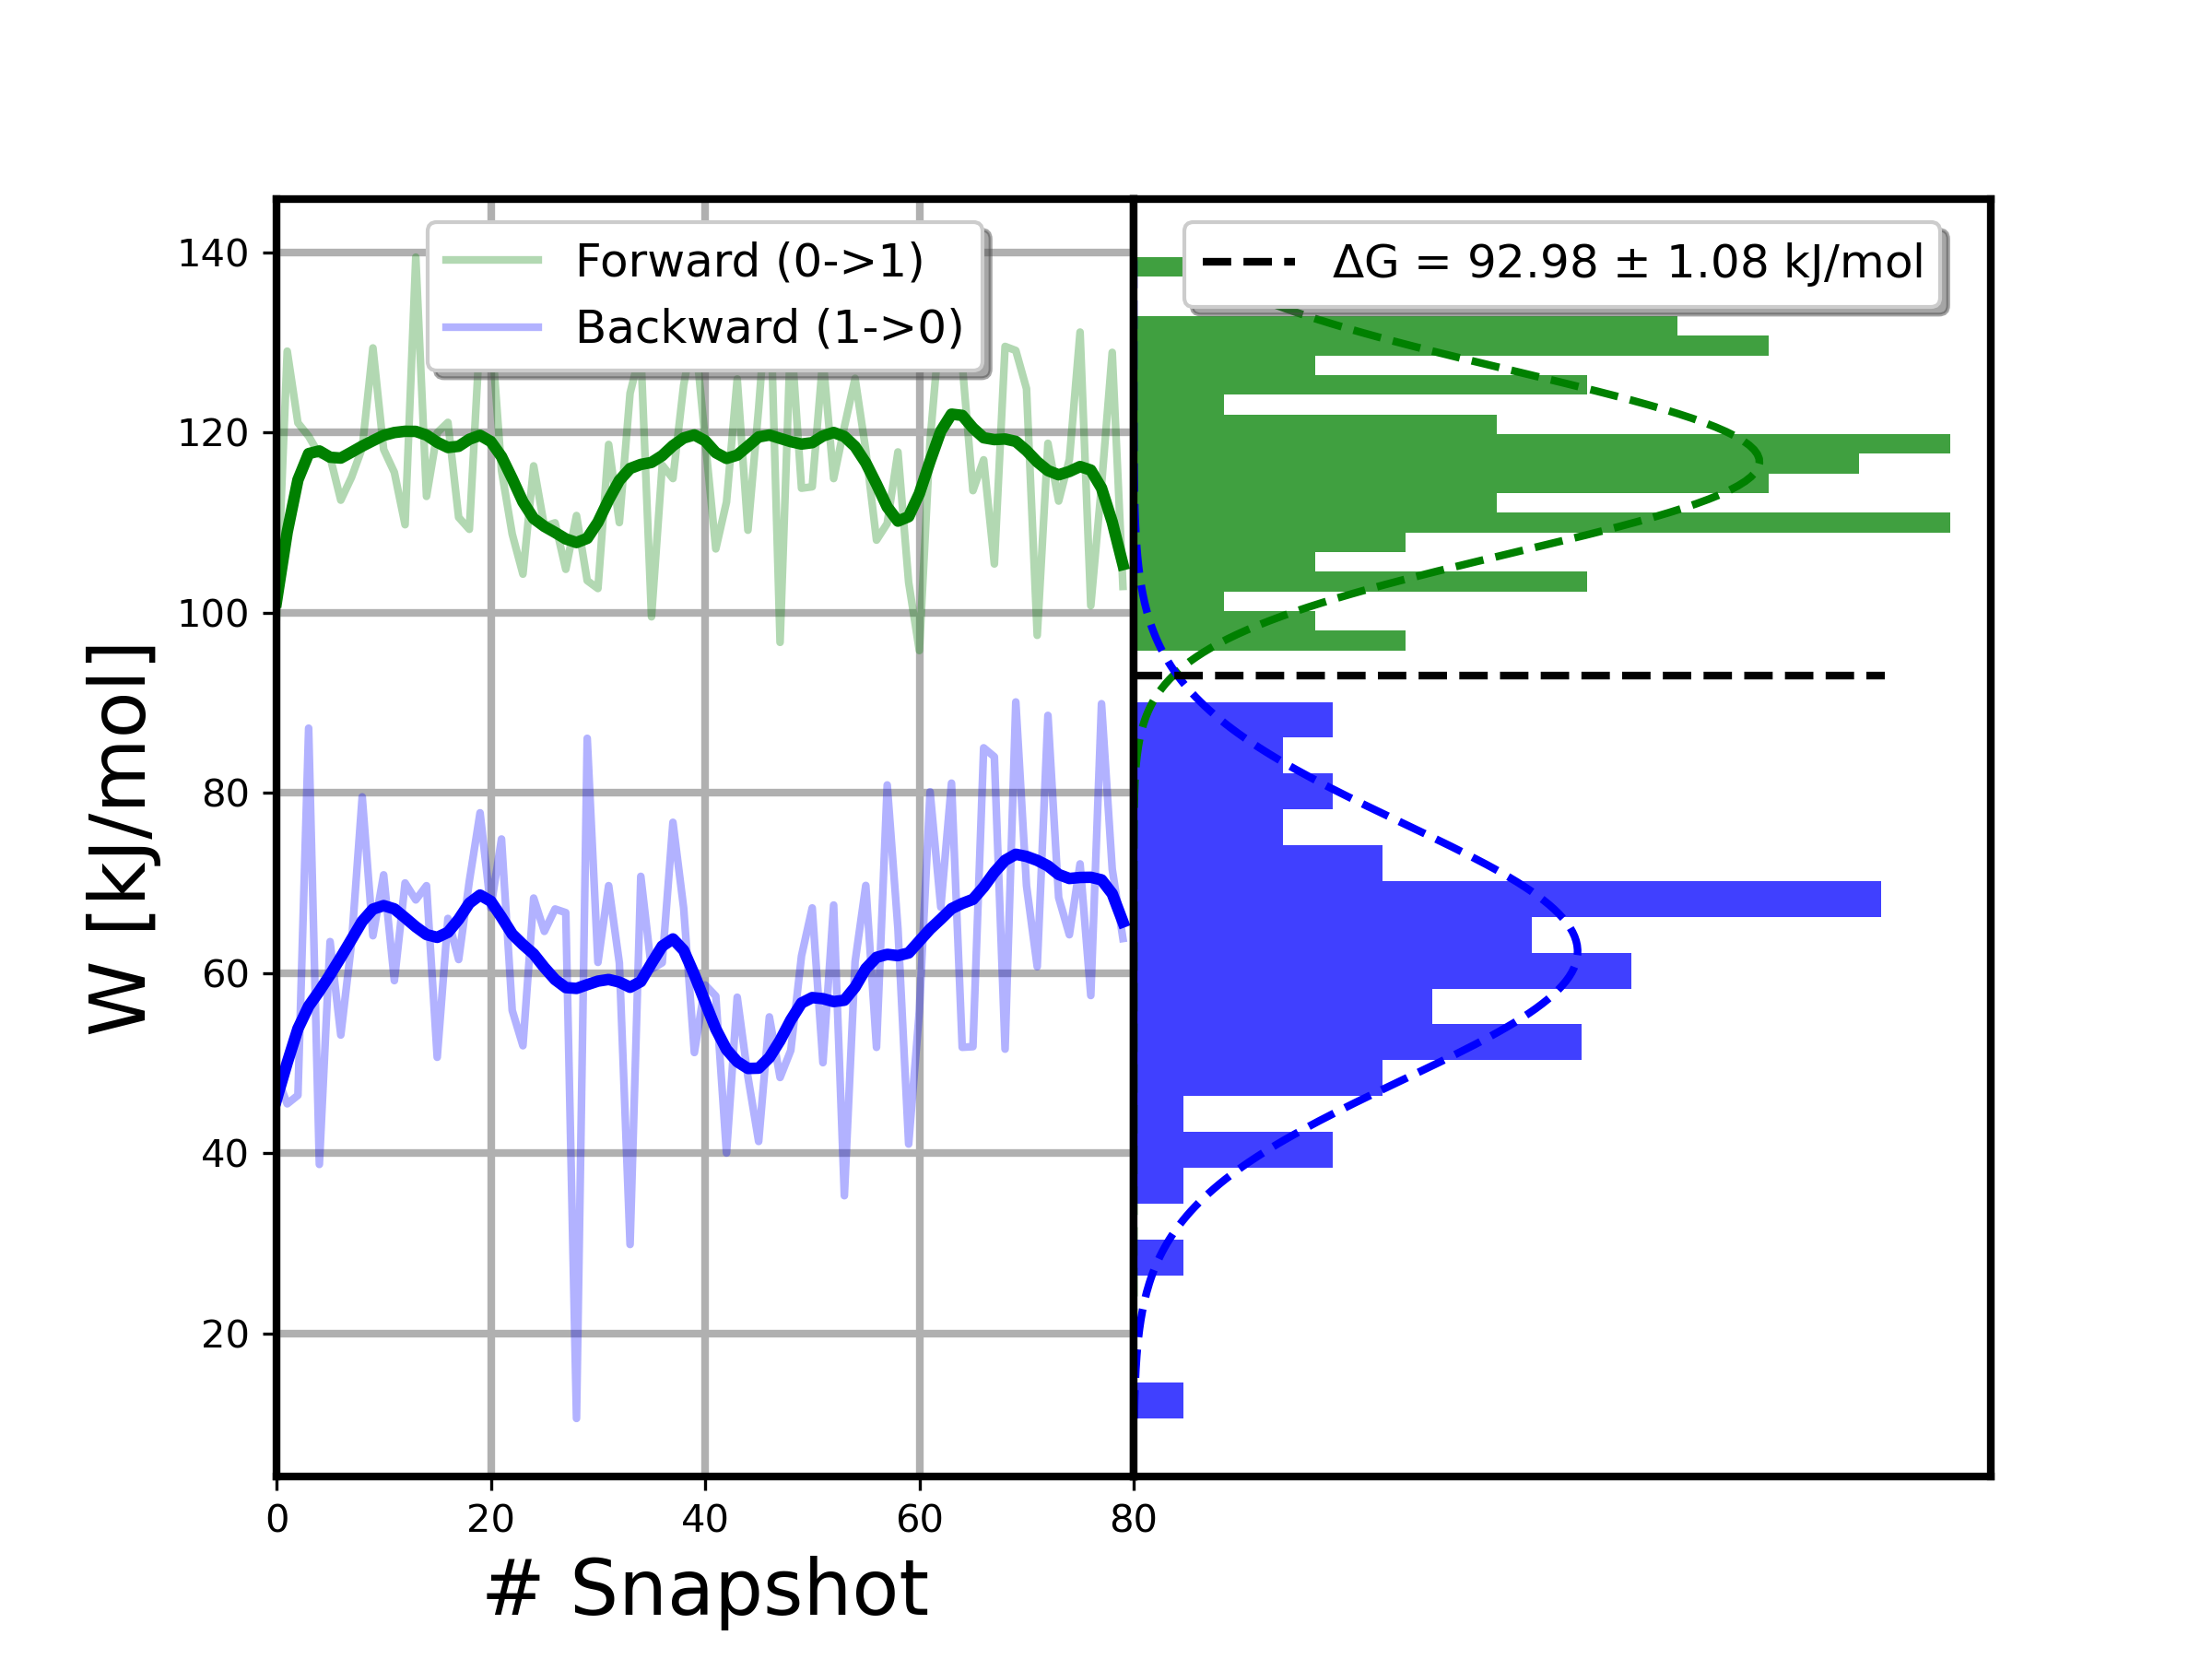 Forward (0->1)
Backward (1->0)
ΔG = 92.98 ± 1.08 kJ/mol
W [kJ/mol]
140
120
100
80
60
40
20
0 20 40 60 80
# Snapshot